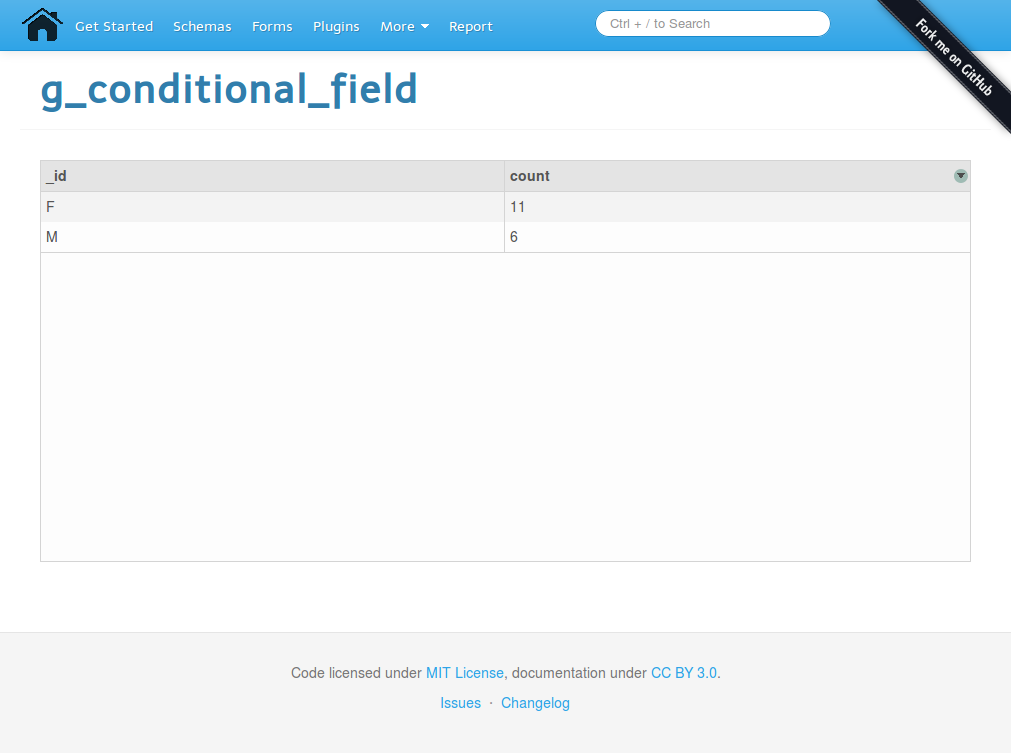 Get Started Schemas Forms Plugins More Report Ctrl + / to Search
Fork me on GitHub
g_conditional_field
_id count
F 11
M 6
Code licensed under MIT License, documentation under CC BY 3.0.
Issues · Changelog